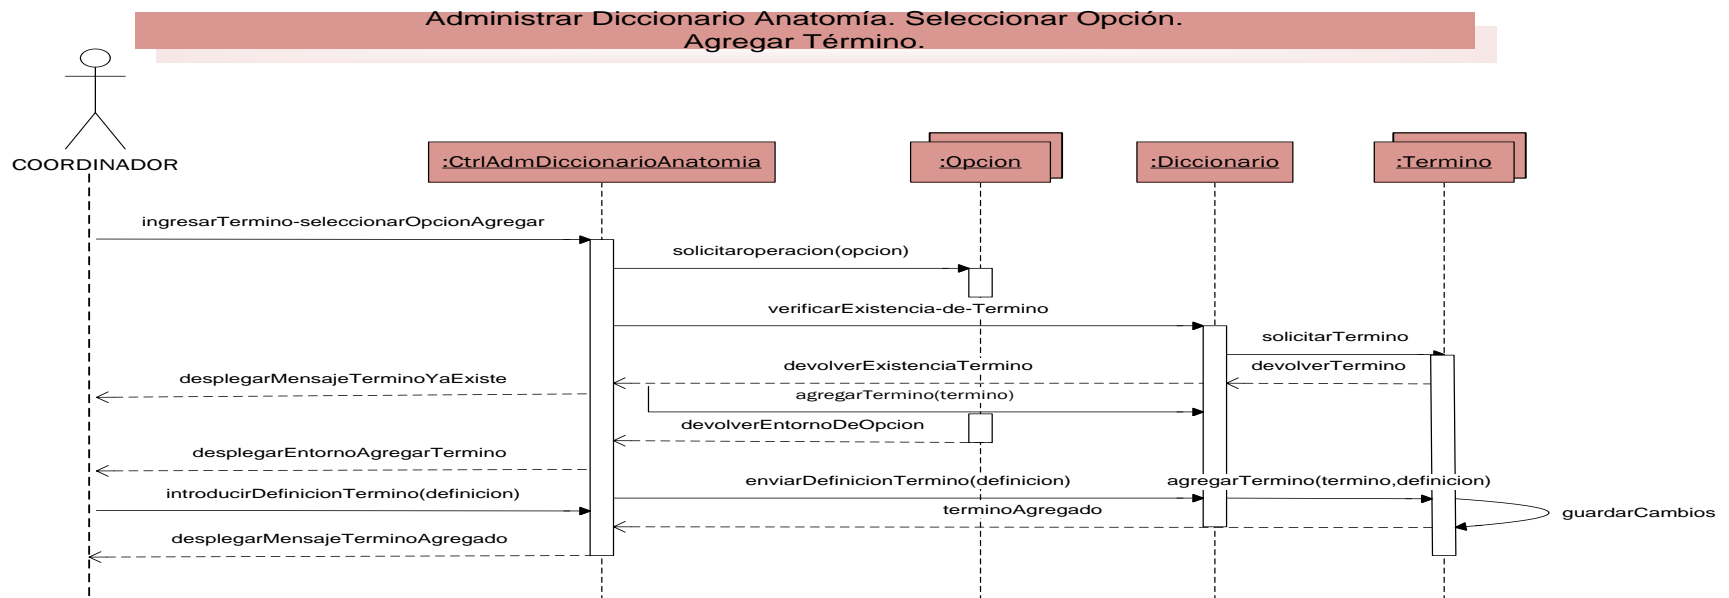 Administrar Diccionario Anatomía. Seleccionar Opción.
Agregar Término.
COORDINADOR
:CtrlAdmDiccionarioAnatomia
:Opcion
:Diccionario
:Termino
ingresarTermino-seleccionarOpcionAgregar
solicitaroperacion(opcion)
verificarExistencia-de-Termino
solicitarTermino
devolverExistenciaTermino
devolverTermino
desplegarMensajeTerminoYaExiste
agregarTermino(termino)
devolverEntornoDeOpcion
desplegarEntornoAgregarTermino
enviarDefinicionTermino(definicion)
agregarTermino(termino,definicion)
introducirDefinicionTermino(definicion)
terminoAgregado
guardarCambios
desplegarMensajeTerminoAgregado